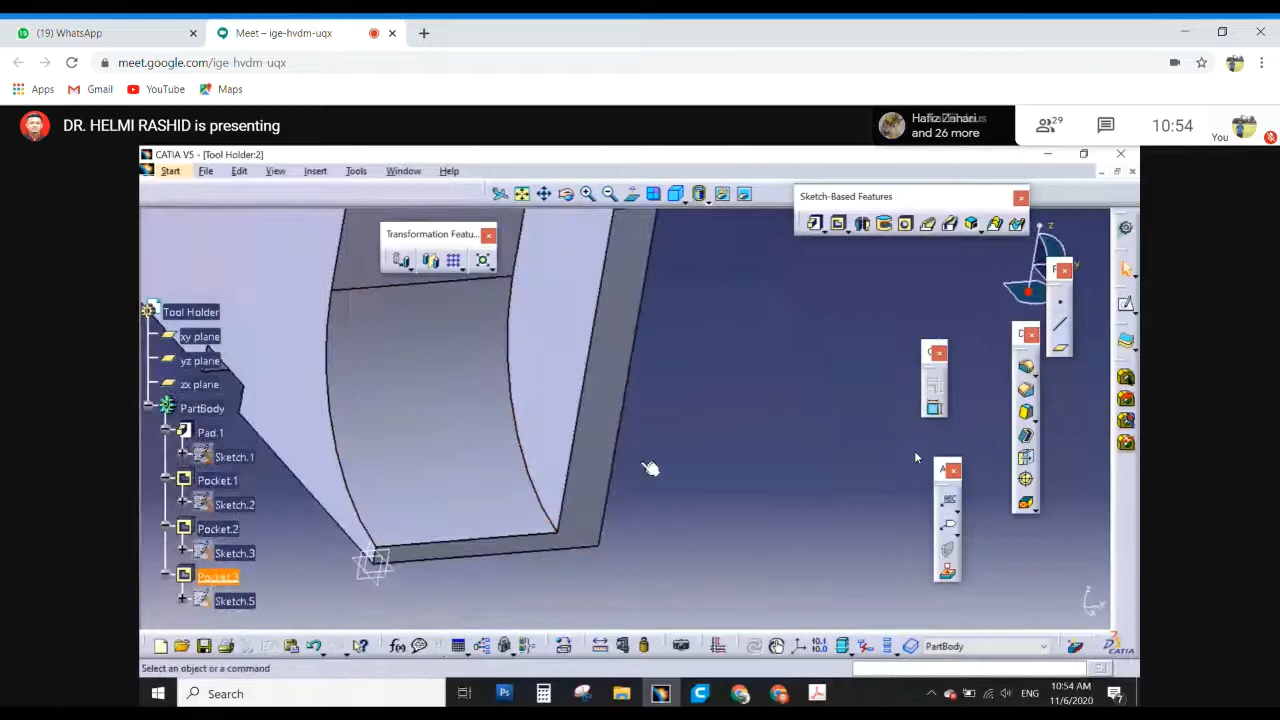 (19) WhatsApp
Meet – ige-hvdm-uqx
meet.google.com/ige-hvdm-uqx
Apps
Gmail
YouTube
Maps
DR. HELMI RASHID is presenting
and 26 more
29
10:54
You
CATIA V5 - [Tool Holder:2]
Start File Edit View Insert Tools Window Help
Sketch-Based Features
Transformation Featu...
Tool Holder
xy plane
yz plane
zx plane
PartBody
Pad.1
Sketch.1
Pocket.1
Sketch.2
Pocket.2
Sketch.3
Pocket.3
Sketch.5
PartBody
CATIA
Select an object or a command
Search
ENG
10:54 AM
11/6/2020